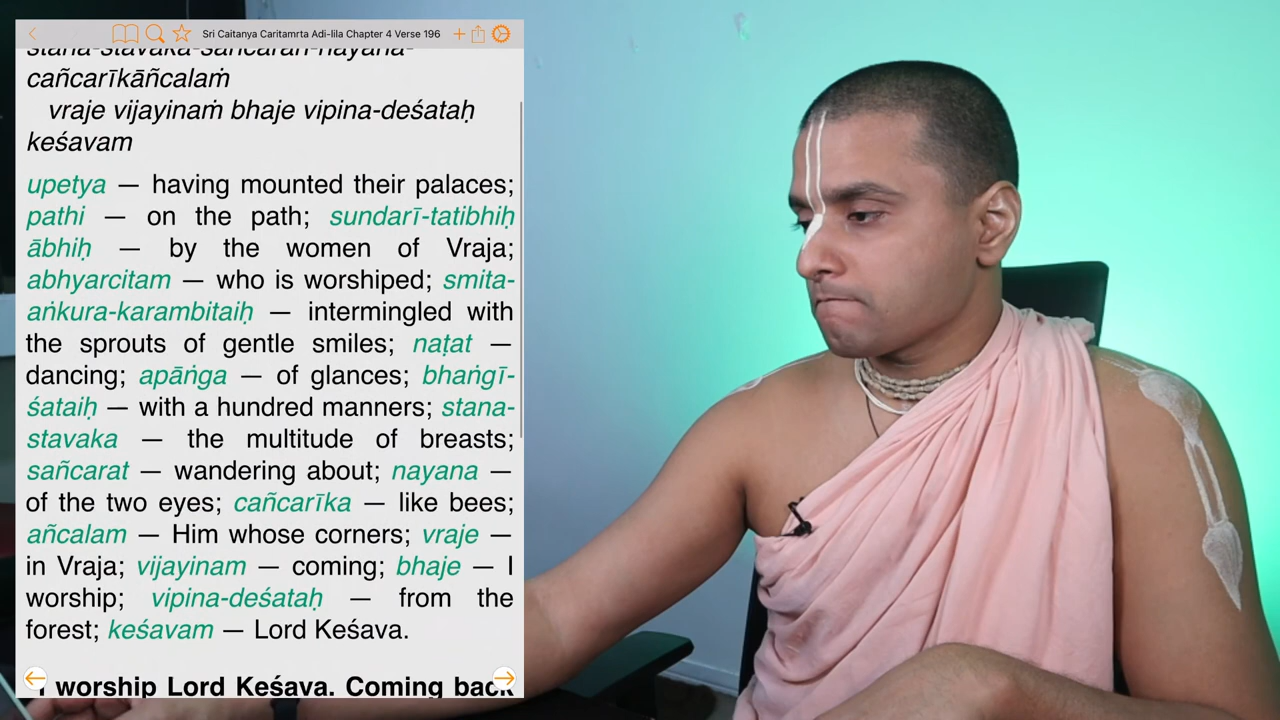 Sri Caitanya Caritamrta Adi-lila Chapter 4 Verse 196
stana-stavaka-sañcaran-nayana-
cañcarīkāñcalaṁ
vraje vijayinaṁ bhaje vipina-deśataḥ
keśavam
upetya — having mounted their palaces;
pathi — on the path; sundarī-tatibhiḥ
ābhiḥ — by the women of Vraja;
abhyarcitam — who is worshiped; smita-
aṅkura-karambitaiḥ — intermingled with
the sprouts of gentle smiles; naṭat —
dancing; apāṅga — of glances; bhaṅgī-
śataiḥ — with a hundred manners; stana-
stavaka — the multitude of breasts;
sañcarat — wandering about; nayana —
of the two eyes; cañcarīka — like bees;
añcalam — Him whose corners; vraje —
in Vraja; vijayinam — coming; bhaje — I
worship; vipina-deśataḥ — from the
forest; keśavam — Lord Keśava.
"I worship Lord Keśava. Coming back